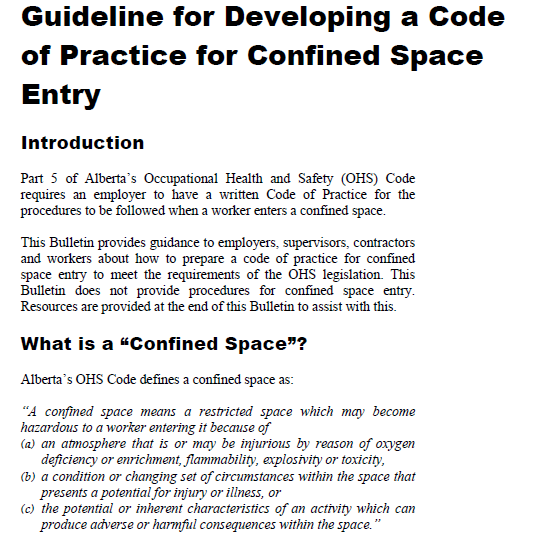 Guideline for Developing a Code
of Practice for Confined Space
Entry
Introduction
Part 5 of Alberta's Occupational Health and Safety (OHS) Code
requires an employer to have a written Code of Practice for the
procedures to be followed when a worker enters a confined space.
This Bulletin provides guidance to employers, supervisors, contractors
and workers about how to prepare a code of practice for confined
space entry to meet the requirements of the OHS legislation. This
Bulletin does not provide procedures for confined space entry.
Resources are provided at the end of this Bulletin to assist with this.
What is a “Confined Space”?
Alberta's OHS Code defines a confined space as:
“A confined space means a restricted space which may become
hazardous to a worker entering it because of
(a) an atmosphere that is or may be injurious by reason of oxygen
deficiency or enrichment, flammability, explosivity or toxicity,
(b) a condition or changing set of circumstances within the space that
presents a potential for injury or illness, or
(c) the potential or inherent characteristics of an activity which can
produce adverse or harmful consequences within the space.”